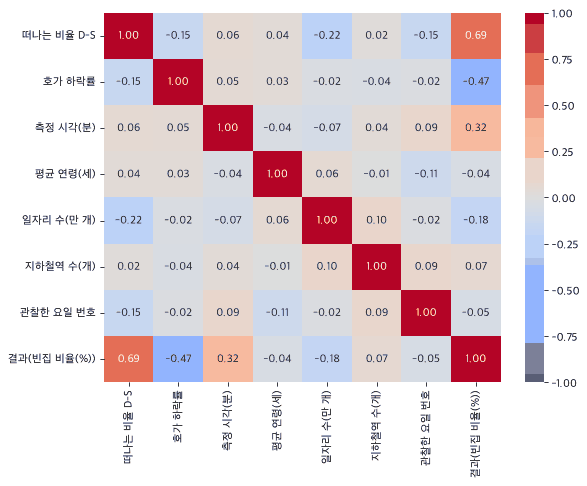 떠나는 비율 D-S 1.00 -0.15 0.06 0.04 -0.22 0.02 -0.15 0.69
호가 하락률 -0.15 1.00 0.05 0.03 -0.02 -0.04 -0.02 -0.47
측정 시각(분) 0.06 0.05 1.00 -0.04 -0.07 0.04 0.09 0.32
평균 연령(세) 0.04 0.03 -0.04 1.00 0.06 -0.01 -0.11 -0.04
일자리 수(만 개) -0.22 -0.02 -0.07 0.06 1.00 0.10 -0.02 -0.18
지하철역 수(개) 0.02 -0.04 0.04 -0.01 0.10 1.00 0.09 0.07
관찰한 요일 번호 -0.15 -0.02 0.09 -0.11 -0.02 0.09 1.00 -0.05
결과(빈집 비율(%)) 0.69 -0.47 0.32 -0.04 -0.18 0.07 -0.05 1.00
떠나는 비율 D-S
호가 하락률
측정 시각(분)
평균 연령(세)
일자리 수(만 개)
지하철역 수(개)
관찰한 요일 번호
결과(빈집 비율(%))
1.00
0.75
0.50
0.25
0.00
-0.25
-0.50
-0.75
-1.00